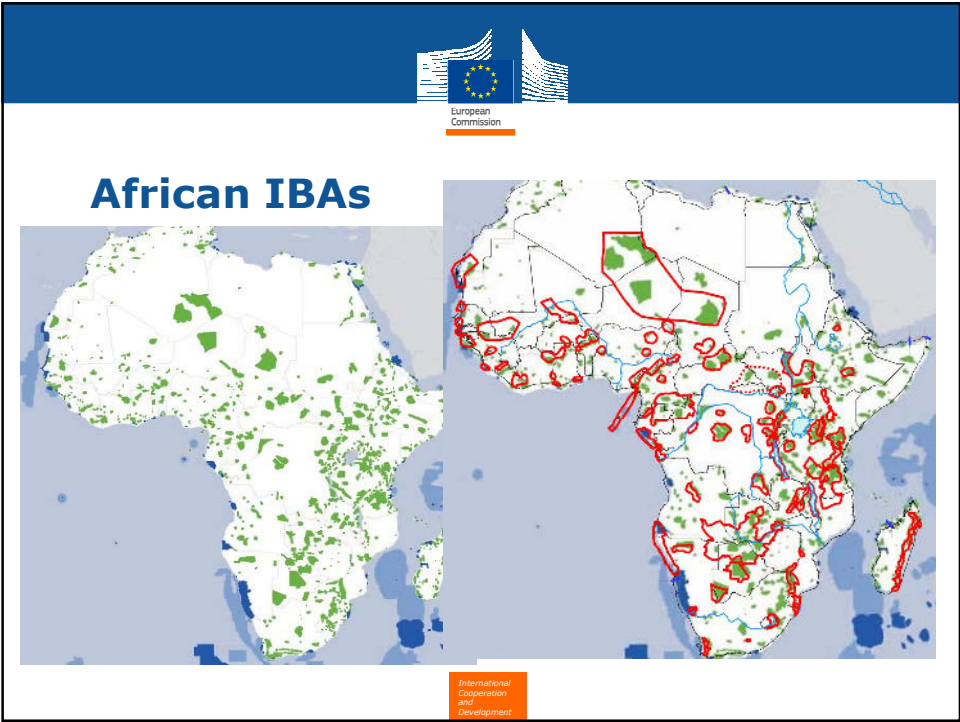 European
Commission
African IBAs
International
Cooperation
and
Development